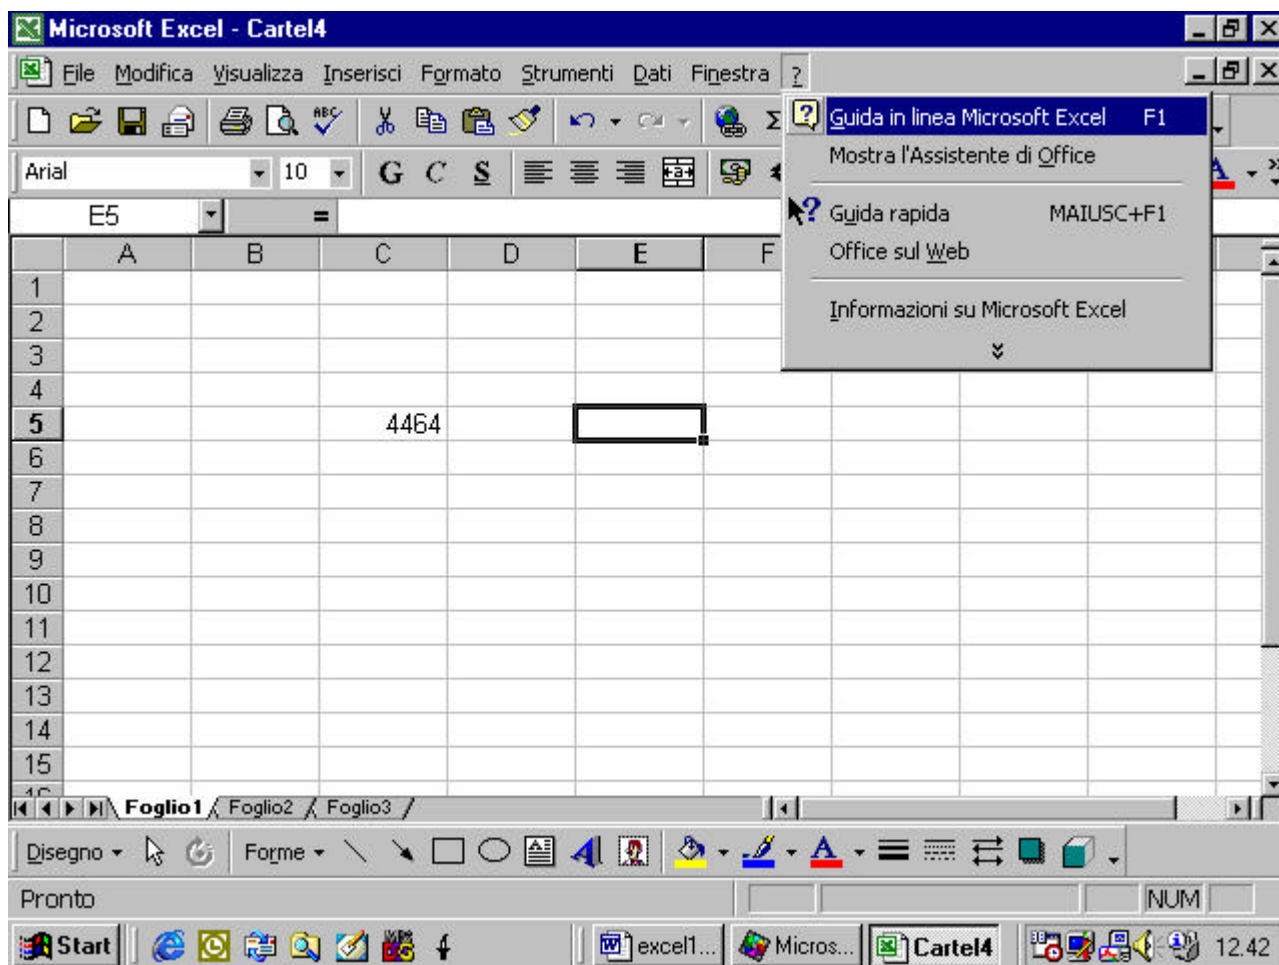 Microsoft Excel - Cartel4
File Modifica Visualizza Inserisci Formato Strumenti Dati Finestra ?
ABC Σ
Guida in linea Microsoft Excel F1
Mostra l'Assistente di Office
Guida rapida MAIUSC+F1
Office sul Web
Informazioni su Microsoft Excel
Arial 10 G C S A
E5 =
A B C D E F
1
2
3
4
5 4464
6
7
8
9
10
11
12
13
14
15
Foglio1 Foglio2 Foglio3
Disegno Forme A A
Pronto NUM
Start excel1... Micros... Cartel4 12.42